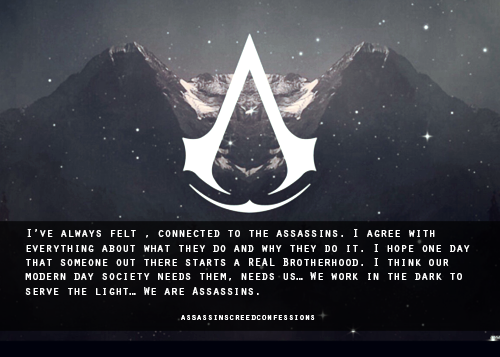 I'VE ALWAYS FELT , CONNECTED TO THE ASSASSINS. I AGREE WITH
EVERYTHING ABOUT WHAT THEY DO AND WHY THEY DO IT. I HOPE ONE DAY
THAT SOMEONE OUT THERE STARTS A REAL BROTHERHOOD. I THINK OUR
MODERN DAY SOCIETY NEEDS THEM, NEEDS US… WE WORK IN THE DARK TO
SERVE THE LIGHT… WE ARE ASSASSINS.
ASSASSINSCREEDCONFESSIONS